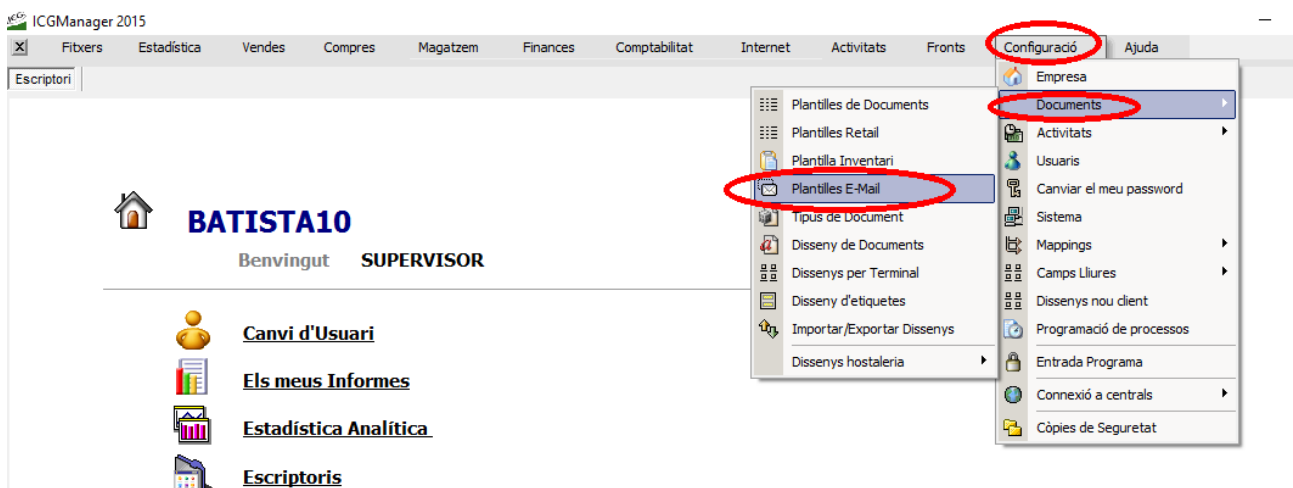 ICGManager 2015
Fitxers Estadística Vendes Compres Magatzem Finances Comptabilitat Internet Activitats Fronts Configuració Ajuda
Escriptori
BATISTA10
Benvingut SUPERVISOR
Canvi d'Usuari
Els meus Informes
Estadística Analítica
Escriptoris
Plantilles de Documents
Plantilles Retail
Plantilla Inventari
Plantilles E-Mail
Tipus de Document
Disseny de Documents
Dissenys per Terminal
Disseny d'etiquetes
Importar/Exportar Dissenys
Dissenys hostaleria
Empresa
Documents
Activitats
Usuaris
Canviar el meu password
Sistema
Mappings
Camps Lliures
Dissenys nou client
Programació de processos
Entrada Programa
Connexió a centrals
Còpies de Seguretat